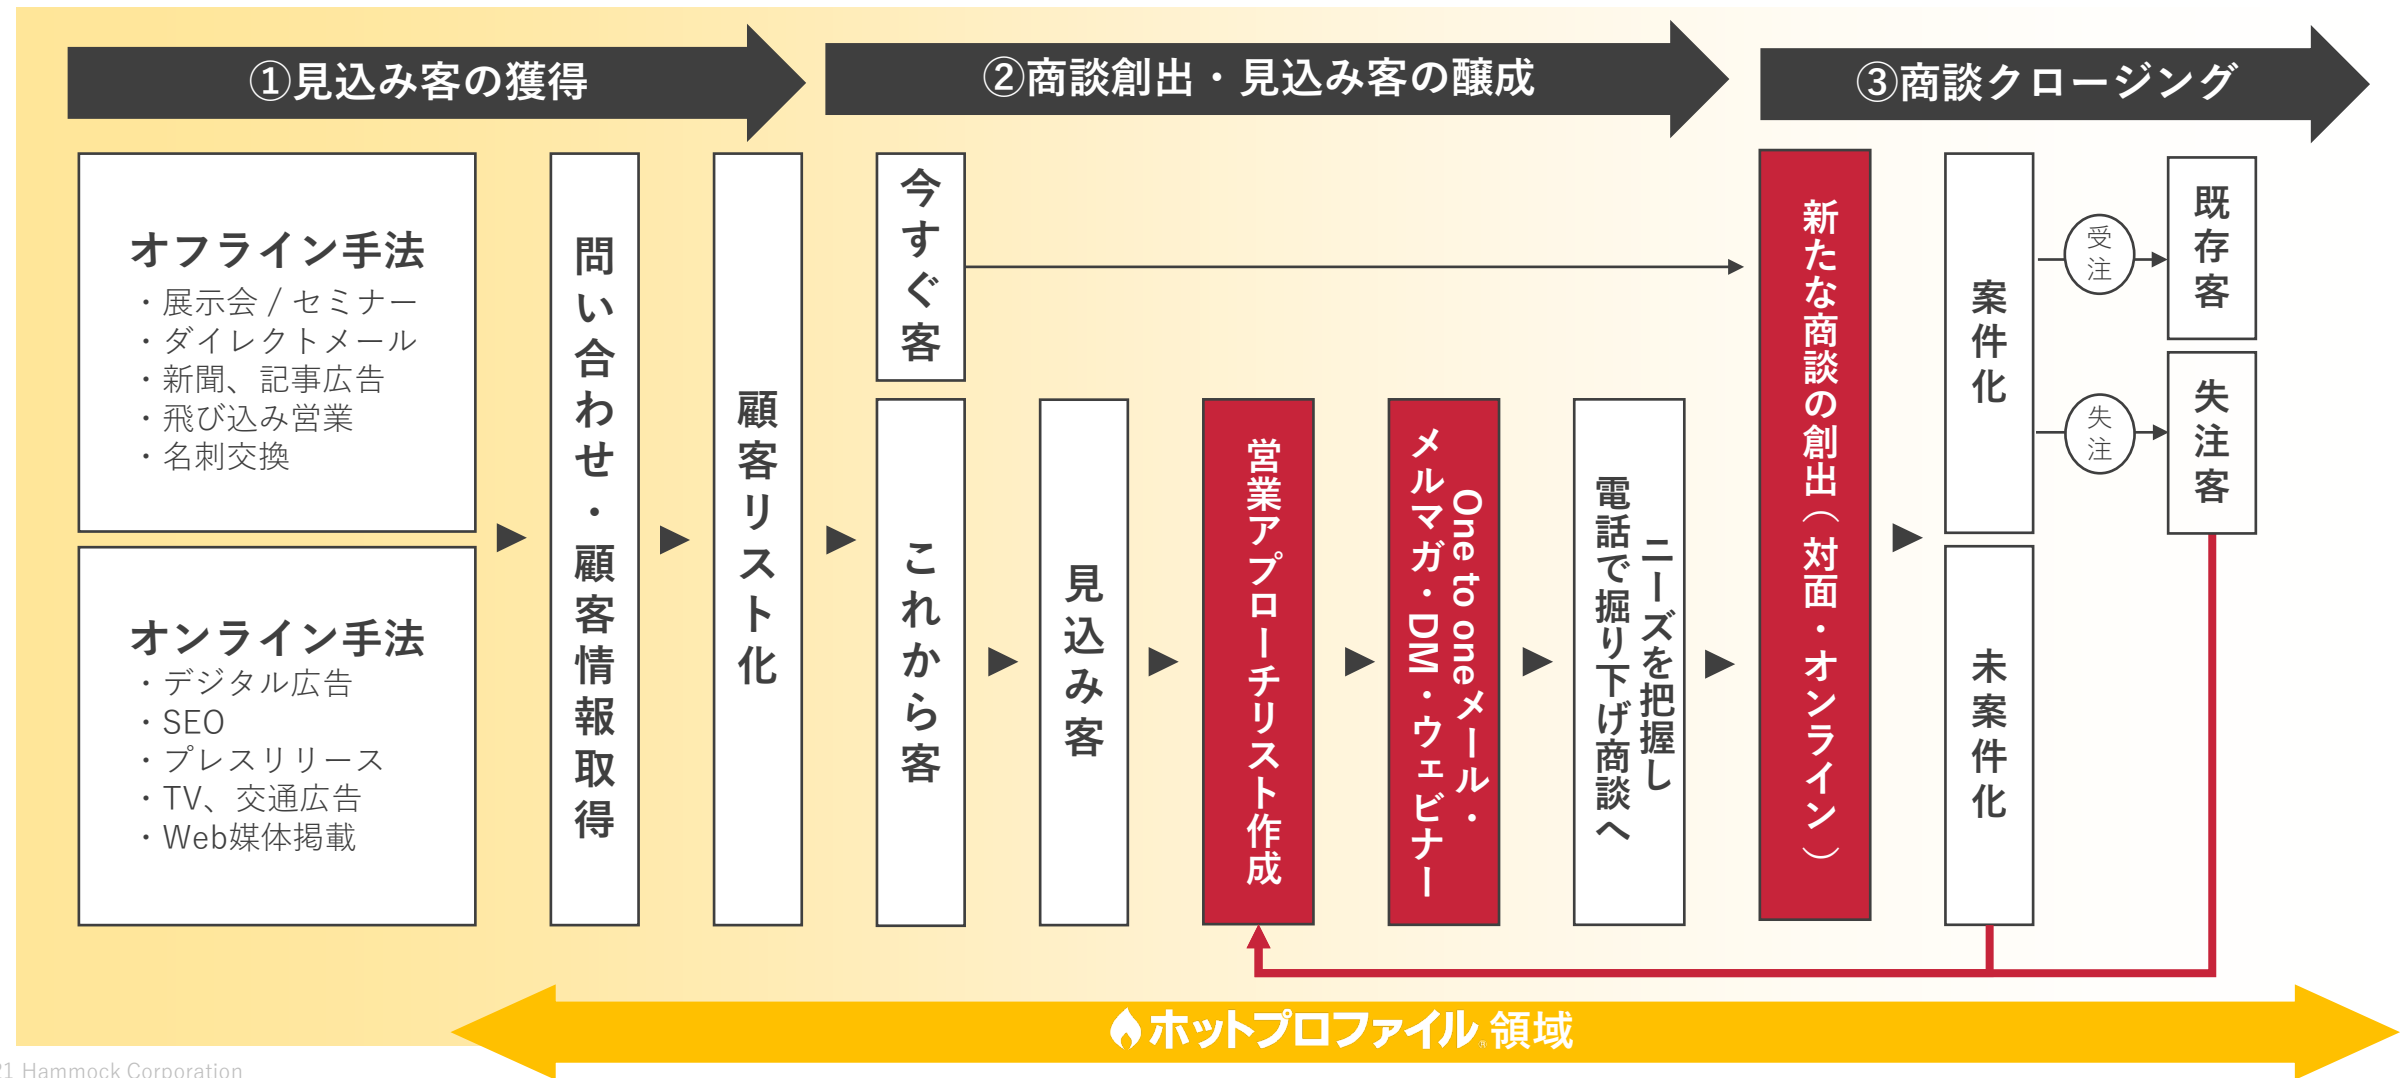 ①見込み客の獲得
②商談創出・見込み客の醸成
③商談クロージング
オフライン手法
・展示会 / セミナー
・ダイレクトメール
・新聞、記事広告
・飛び込み営業
・名刺交換
オンライン手法
・デジタル広告
・SEO
・プレスリリース
・TV、交通広告
・Web媒体掲載
問い合わせ・顧客情報取得
顧客リスト化
今すぐ客
これから客
見込み客
営業アプローチリスト作成
One to oneメール・
メルマガ・DM・ウェビナー
ニーズを把握し
電話で掘り下げ商談へ
新たな商談の創出（対面・オンライン）
案件化
未案件化
受注
失注
既存客
失注客
ホットプロファイル® 領域
21 Hammock Corporation